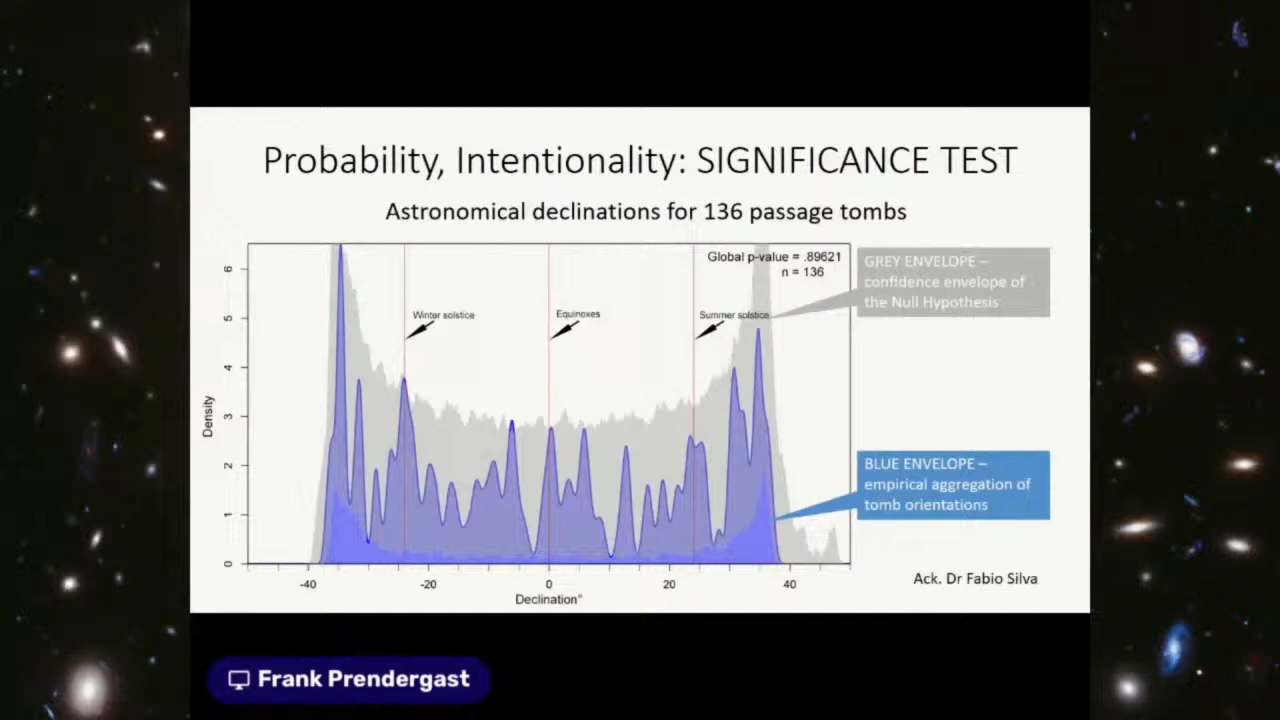 Probability, Intentionality: SIGNIFICANCE TEST
Astronomical declinations for 136 passage tombs
Global p-value = .89621
n = 136
Winter solstice
Equinoxes
Summer solstice
GREY ENVELOPE –
confidence envelope of
the Null Hypothesis
BLUE ENVELOPE –
empirical aggregation of
tomb orientations
Density
6
5
4
3
2
1
0
-40
-20
0
20
40
Declination°
Ack. Dr Fabio Silva
Frank Prendergast